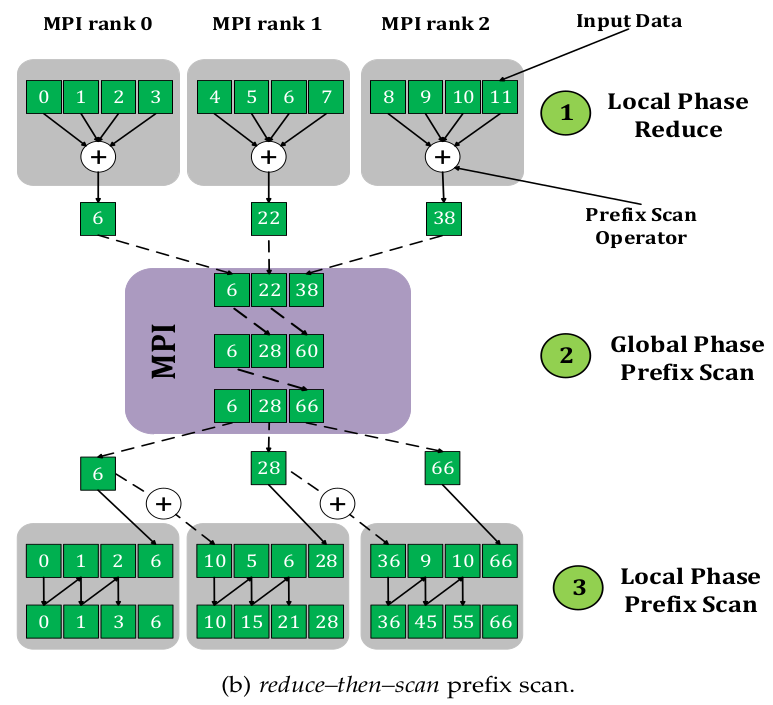 MPI rank 0 MPI rank 1 MPI rank 2 Input Data
0 1 2 3 4 5 6 7 8 9 10 11
1 Local Phase
Reduce
+ + +
6 22 38
Prefix Scan
Operator
6 22 38
MPI
6 28 60
2 Global Phase
Prefix Scan
6 28 66
6 28 66
+ +
0 1 2 6 10 5 6 28 36 9 10 66
3 Local Phase
Prefix Scan
0 1 3 6 10 15 21 28 36 45 55 66
(b) reduce–then–scan prefix scan.